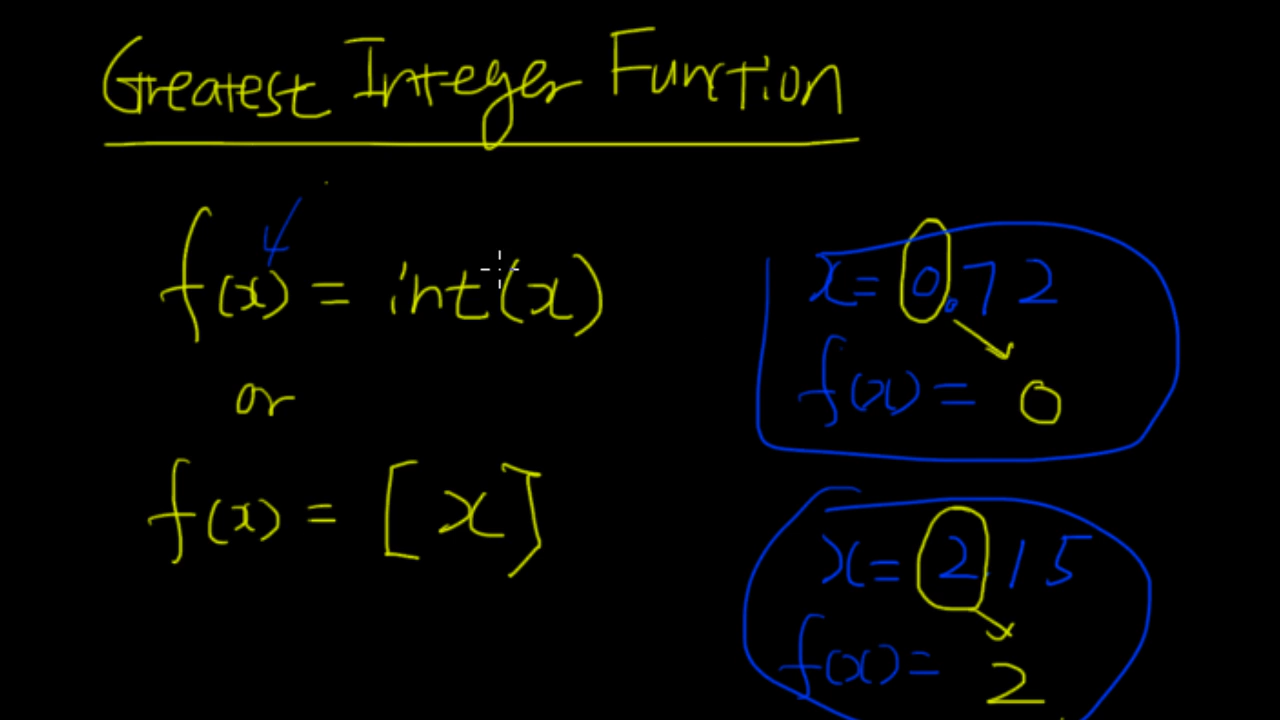 Greatest Integer Function
f(x) = int(x)
or
f(x) = [x]
x = 0.72
f(x) = 0
x = 2.15
f(x) = 2